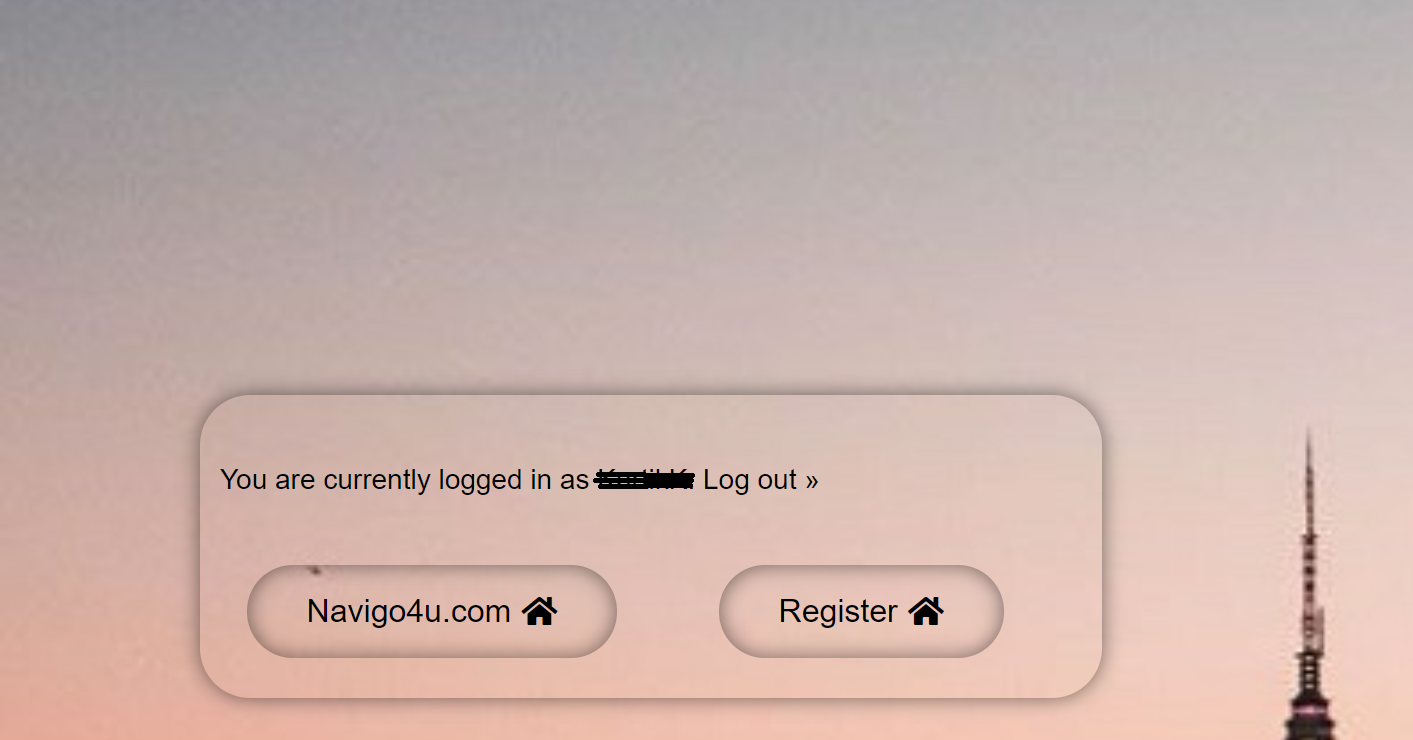 You are currently logged in as Log out »
Navigo4u.com
Register